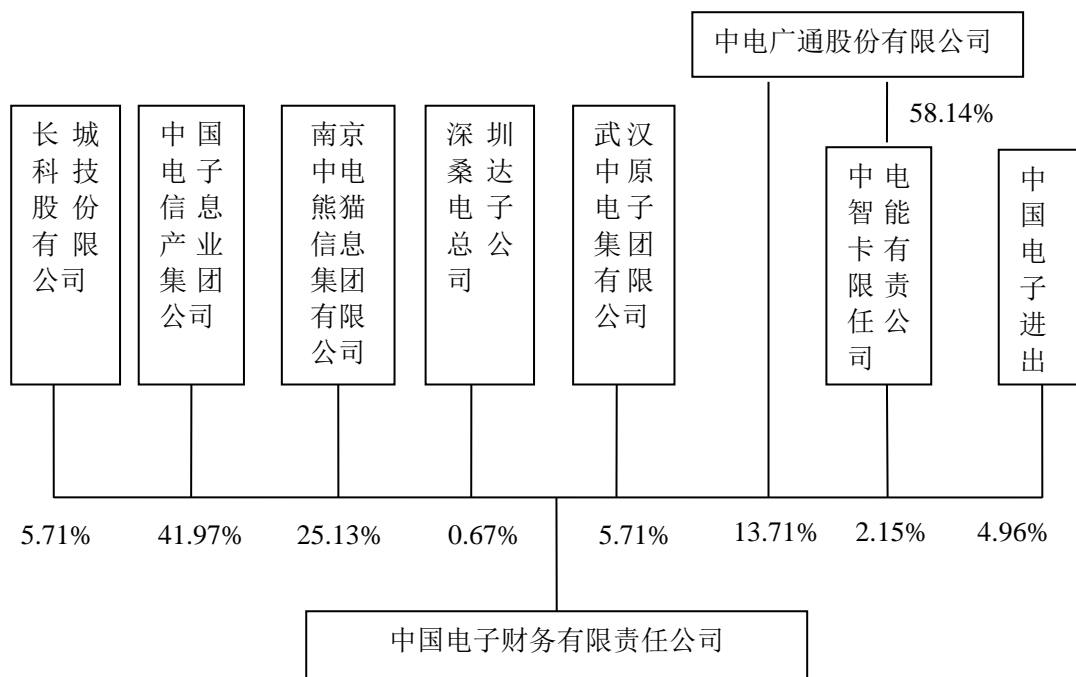 中电广通股份有限公司
58.14%
长城
科技
股份
有限
公司
中国
电子
信息
产业
集团
公司
南京
中电
熊猫
信息
集团
有限
公司
深圳
桑达
电子
总公
司
武汉
中原
电子
集团
有限
公司
中电
智能
卡有
限责
任公
司
中
国
电
子
进
出
5.71% 41.97% 25.13% 0.67% 5.71% 13.71% 2.15% 4.96%
中国电子财务有限责任公司